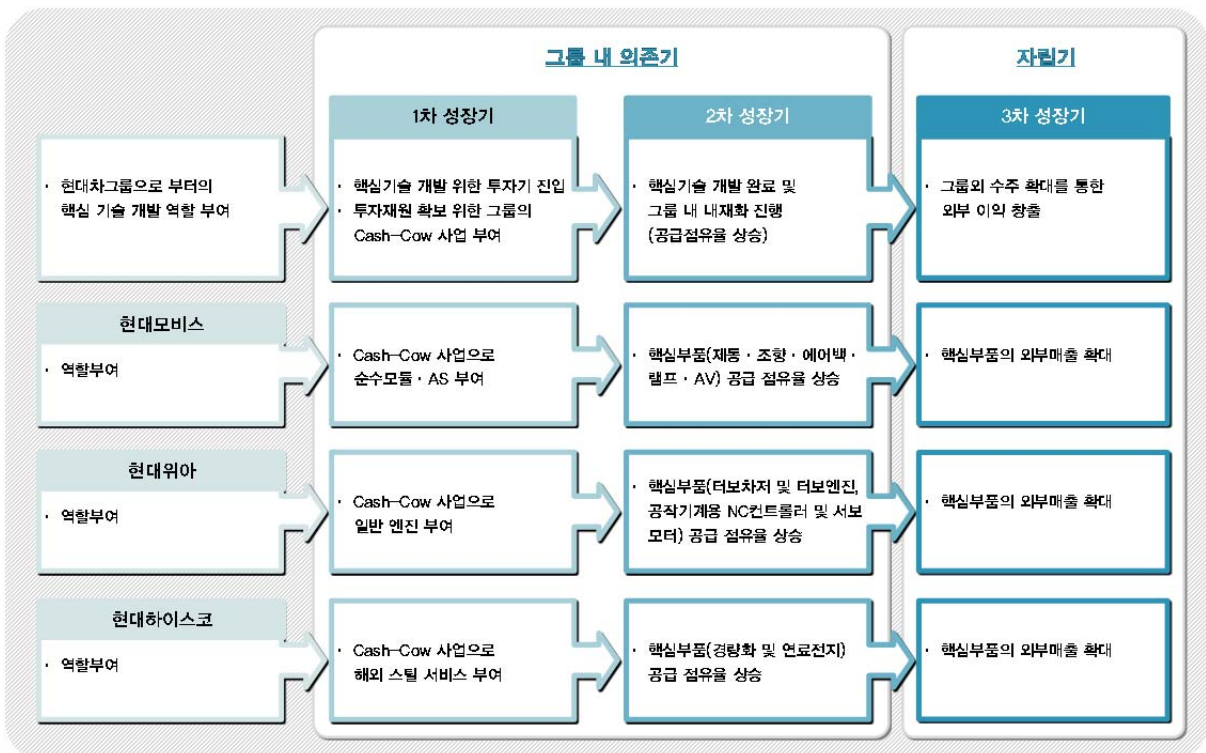 그룹 내 의존기
자립기
1차 성장기
2차 성장기
3차 성장기
· 현대차그룹으로 부터의
핵심 기술 개발 역할 부여
· 핵심기술 개발 위한 투자기 진입
· 투자재원 확보 위한 그룹의
Cash-Cow 사업 부여
· 핵심기술 개발 완료 및
그룹 내 내재화 진행
(공급점유율 상승)
· 그룹외 수주 확대를 통한
외부 이익 창출
현대모비스
· 역할부여
· Cash-Cow 사업으로
순수모듈 · AS 부여
· 핵심부품(제동 · 조향 · 에어백 ·
램프 · AV) 공급 점유율 상승
· 핵심부품의 외부매출 확대
현대위아
· 역할부여
· Cash-Cow 사업으로
일반 엔진 부여
· 핵심부품(터보차저 및 터보엔진,
공작기계용 NC컨트롤러 및 서보
모터) 공급 점유율 상승
· 핵심부품의 외부매출 확대
현대하이스코
· 역할부여
· Cash-Cow 사업으로
해외 스틸 서비스 부여
· 핵심부품(경량화 및 연료전지)
공급 점유율 상승
· 핵심부품의 외부매출 확대